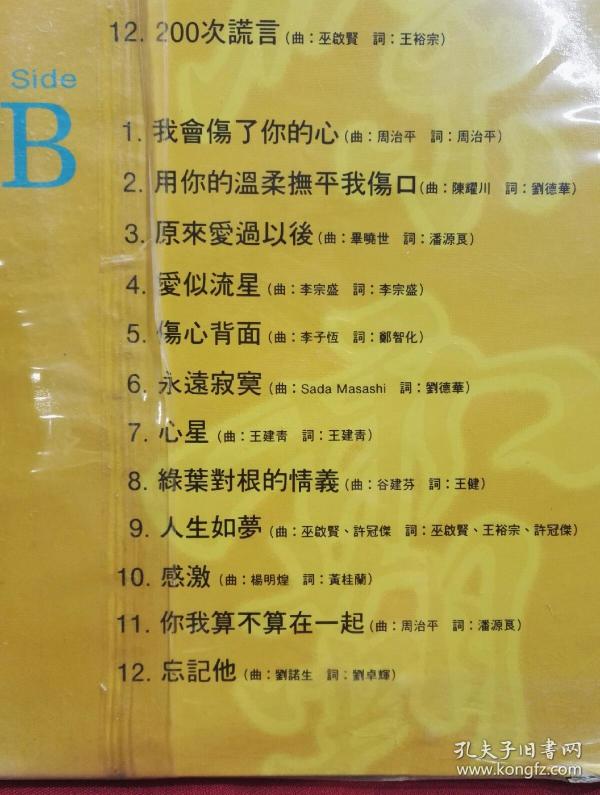 12. 200次謊言(曲：巫啟賢 詞：王裕宗)
Side
B
1. 我會傷了你的心(曲：周治平 詞：周治平)
2. 用你的溫柔撫平我傷口(曲：陳耀川 詞：劉德華)
3. 原來愛過以後(曲：畢曉世 詞：潘源良)
4. 愛似流星(曲：李宗盛 詞：李宗盛)
5. 傷心背面(曲：李子恆 詞：鄭智化)
6. 永遠寂寞(曲：Sada Masashi 詞：劉德華)
7. 心星(曲：王建青 詞：王建青)
8. 綠葉對根的情義(曲：谷建芬 詞：王健)
9. 人生如夢(曲：巫啟賢、許冠傑 詞：巫啟賢、王裕宗、許冠傑)
10. 感激(曲：楊明煌 詞：黃桂蘭)
11. 你我算不算在一起(曲：周治平 詞：潘源良)
12. 忘記他(曲：劉諾生 詞：劉卓輝)
孔夫子旧書网
www.kongfz.com